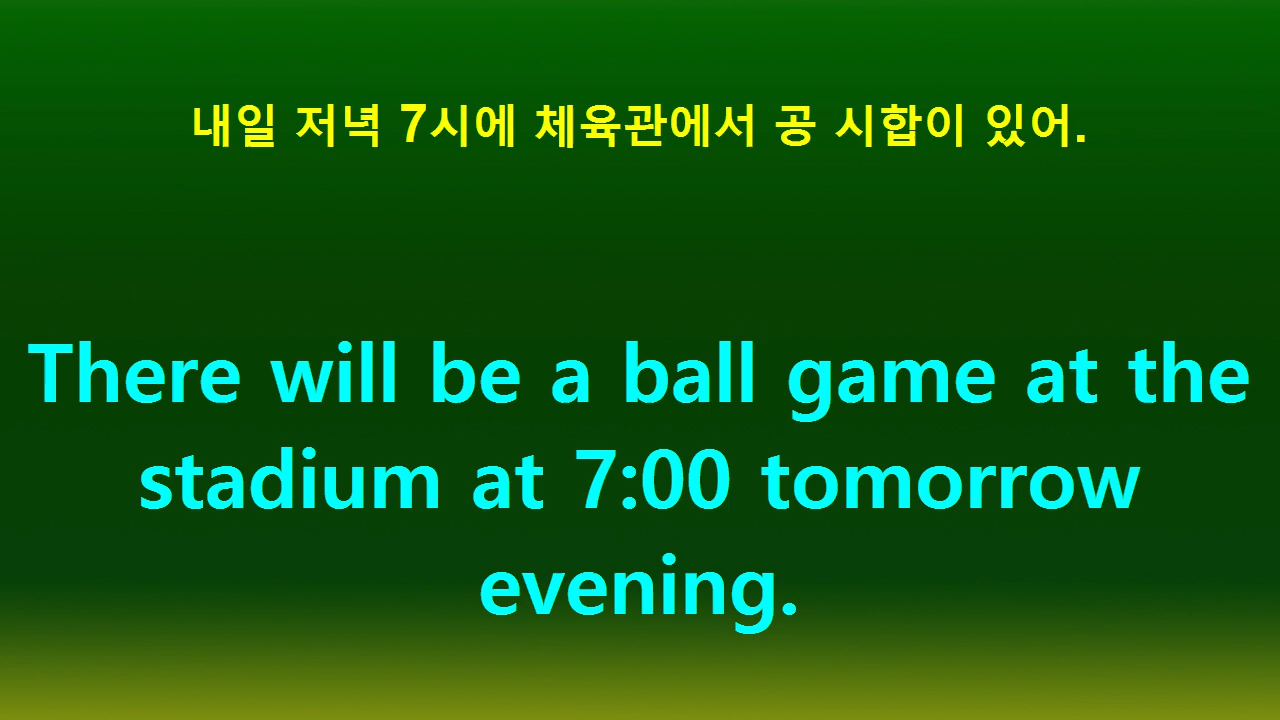 내일 저녁 7시에 체육관에서 공 시합이 있어.
There will be a ball game at the
stadium at 7:00 tomorrow
evening.